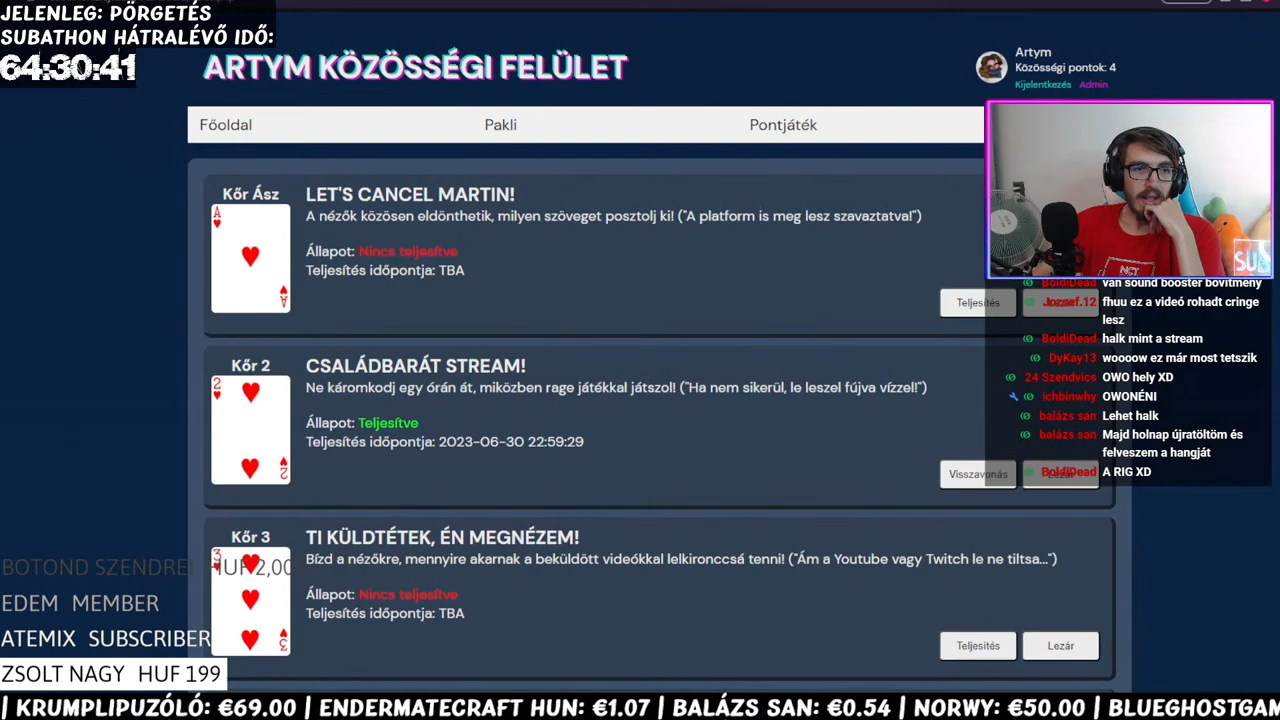 JELENLEG: PÖRGETÉS
SUBATHON HÁTRALÉVŐ IDŐ:
64:30:41
ARTYM KÖZÖSSÉGI FELÜLET
Artym
Közösségi pontok: 4
Kijelentkezés Admin
Főoldal Pakli Pontjáték
Kőr Ász
A
A
LET'S CANCEL MARTIN!
A nézők közösen eldönthetik, milyen szöveget posztolj ki! ("A platform is meg lesz szavaztatva!")
Állapot: Nincs teljesítve
Teljesítés időpontja: TBA
Teljesítés
Kőr 2
2
2
CSALÁDBARÁT STREAM!
Ne káromkodj egy órán át, miközben rage játékkal játszol! ("Ha nem sikerül, le leszel fújva vízzel!")
Állapot: Teljesítve
Teljesítés időpontja: 2023-06-30 22:59:29
Visszavonás Lezár
Kőr 3
3
3
TI KÜLDTÉTEK, ÉN MEGNÉZEM!
Bízd a nézőkre, mennyire akarnak a beküldött videókkal lelkironccsá tenni! ("Ám a Youtube vagy Twitch le ne tiltsa...")
Állapot: Nincs teljesítve
Teljesítés időpontja: TBA
Teljesítés Lezár
SUB
BoldiDead van sound booster bővítmény
Jozsef.12 fhuu ez a videó rohadt cringe
lesz
BoldiDead halk mint a stream
DyKay13 woooow ez már most tetszik
24 Szendvics OWO hely XD
ichbinwhy OWONÉNI
balázs san Lehet halk
balázs san Majd holnap újratöltöm és
felveszem a hangját
BoldiDead A RIG XD
BOTOND SZENDREI HUF 2,00
EDEM MEMBER
ATEMIX SUBSCRIBER
ZSOLT NAGY HUF 199
| KRUMPLIPUZÓLÓ: €69.00 | ENDERMATECRAFT HUN: €1.07 | BALÁZS SAN: €0.54 | NORWY: €50.00 | BLUEGHOSTGAM